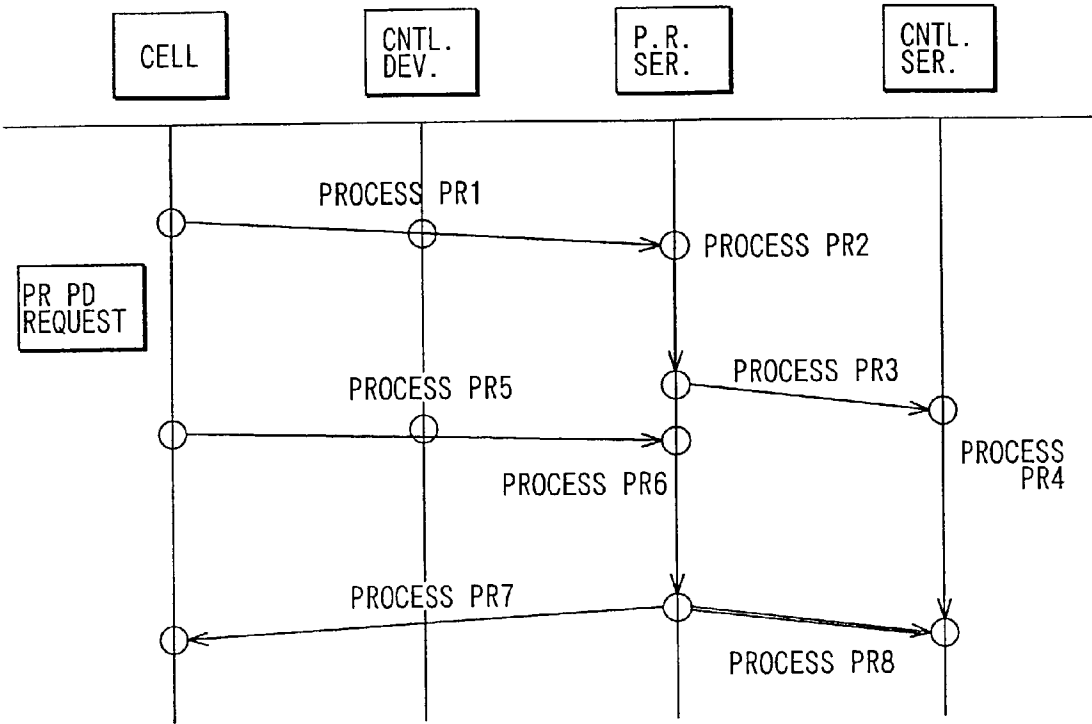 CELL
CNTL.
DEV.
P.R.
SER.
CNTL.
SER.
PROCESS PR1
PROCESS PR2
PR PD
REQUEST
PROCESS PR3
PROCESS PR5
PROCESS
PR4
PROCESS PR6
PROCESS PR7
PROCESS PR8